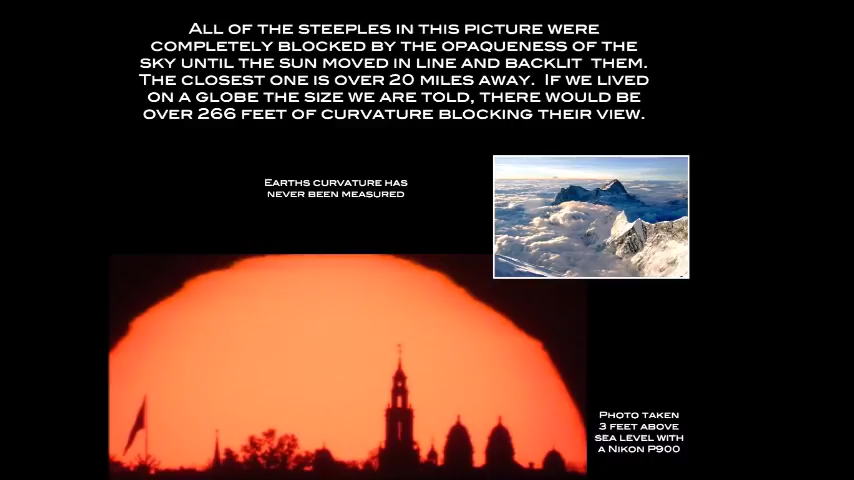 ALL OF THE STEEPLES IN THIS PICTURE WERE
COMPLETELY BLOCKED BY THE OPAQUENESS OF THE
SKY UNTIL THE SUN MOVED IN LINE AND BACKLIT THEM.
THE CLOSEST ONE IS OVER 20 MILES AWAY. IF WE LIVED
ON A GLOBE THE SIZE WE ARE TOLD, THERE WOULD BE
OVER 266 FEET OF CURVATURE BLOCKING THEIR VIEW.
EARTHS CURVATURE HAS
NEVER BEEN MEASURED
PHOTO TAKEN
3 FEET ABOVE
SEA LEVEL WITH
A NIKON P900